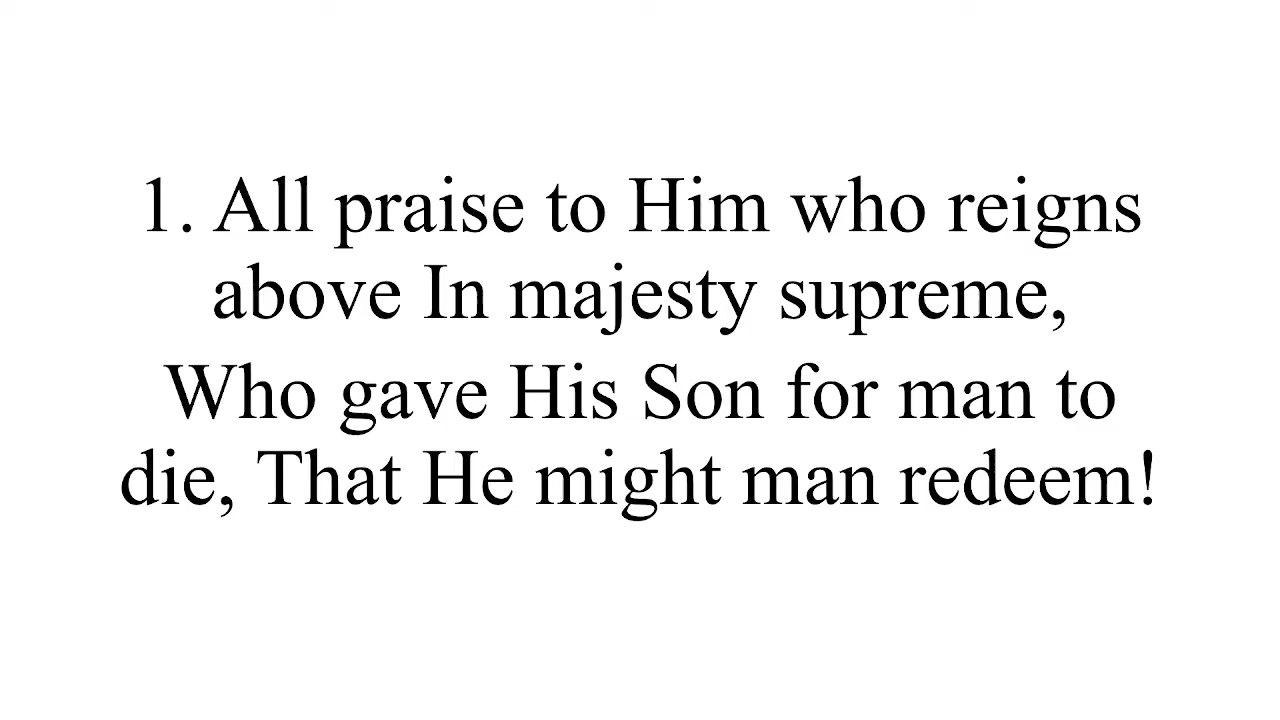 1. All praise to Him who reigns
above In majesty supreme,
Who gave His Son for man to
die, That He might man redeem!